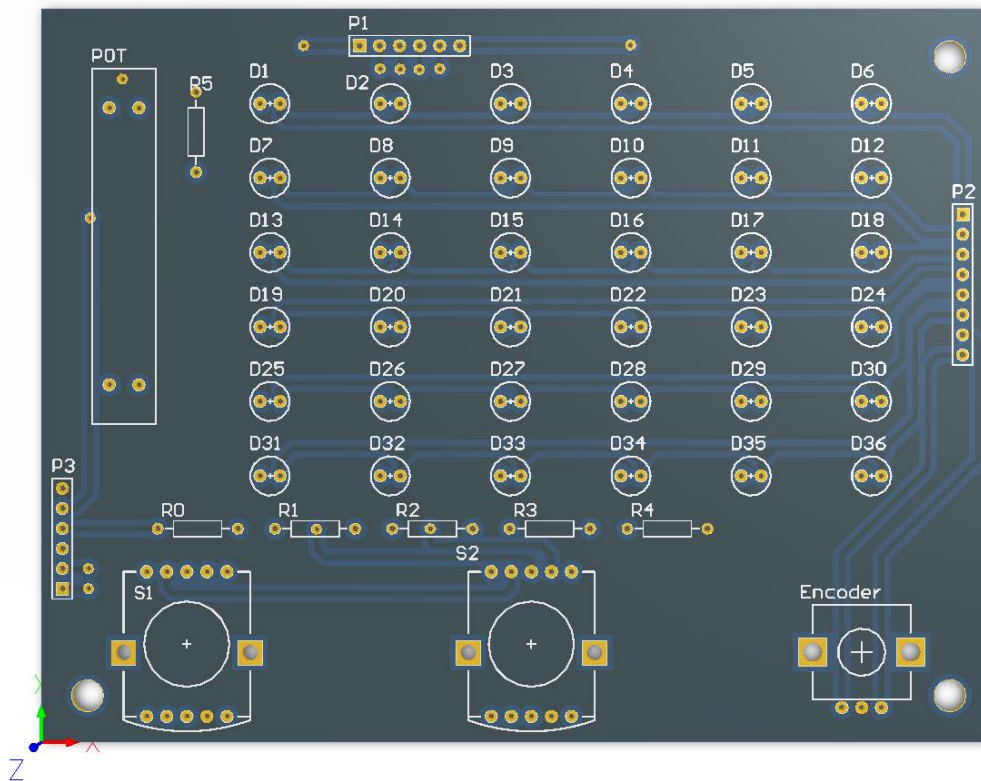 P1
POT
D1 D2 D3 D4 D5 D6
R5
D7 D8 D9 D10 D11 D12
P2
D13 D14 D15 D16 D17 D18
D19 D20 D21 D22 D23 D24
D25 D26 D27 D28 D29 D30
D31 D32 D33 D34 D35 D36
P3
R0 R1 R2 R3 R4
S2
S1
Encoder
Y
X
Z